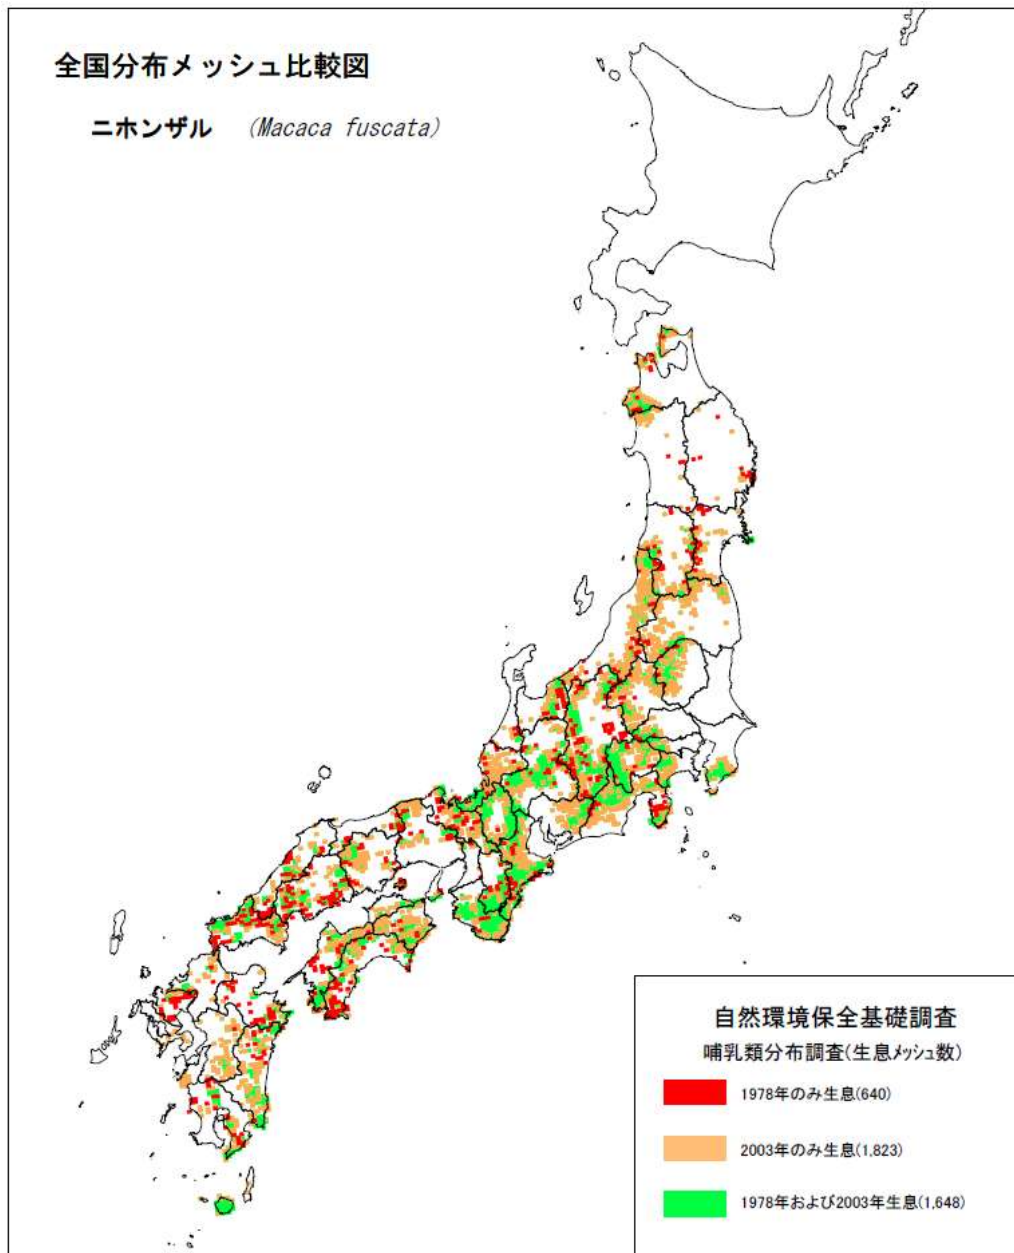 全国分布メッシュ比較図
ニホンザル (Macaca fuscata)
自然環境保全基礎調査
哺乳類分布調査(生息メッシュ数)
1978年のみ生息(640)
2003年のみ生息(1,823)
1978年および2003年生息(1,648)